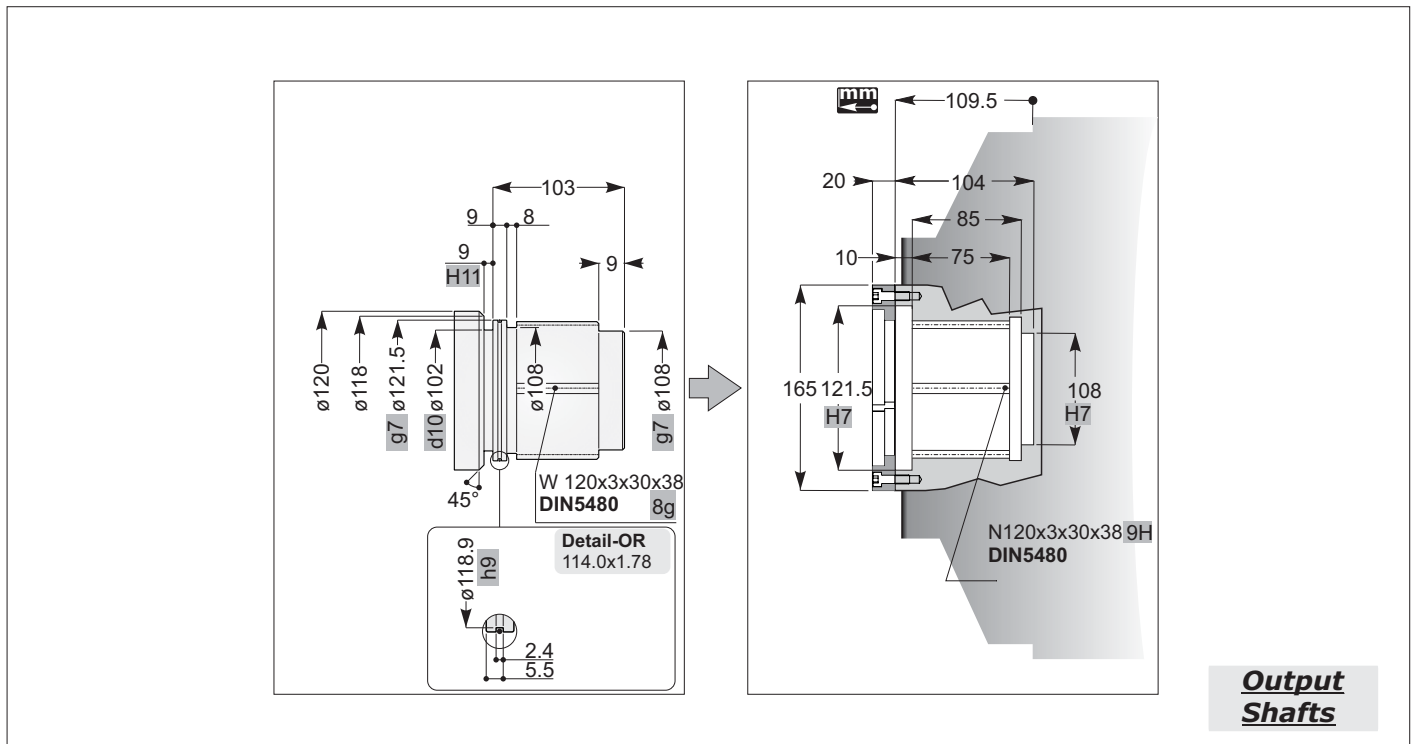 103
9
8
9
H11
9
ø120
ø118
ø121.5
g7
ø102
d10
ø108
ø108
g7
45°
W 120x3x30x38
DIN5480
8g
Detail-OR
114.0x1.78
ø118.9
h9
2.4
5.5
mm
109.5
20
104
85
10
75
165
121.5
H7
108
H7
N120x3x30x38 9H
DIN5480
Output
Shafts